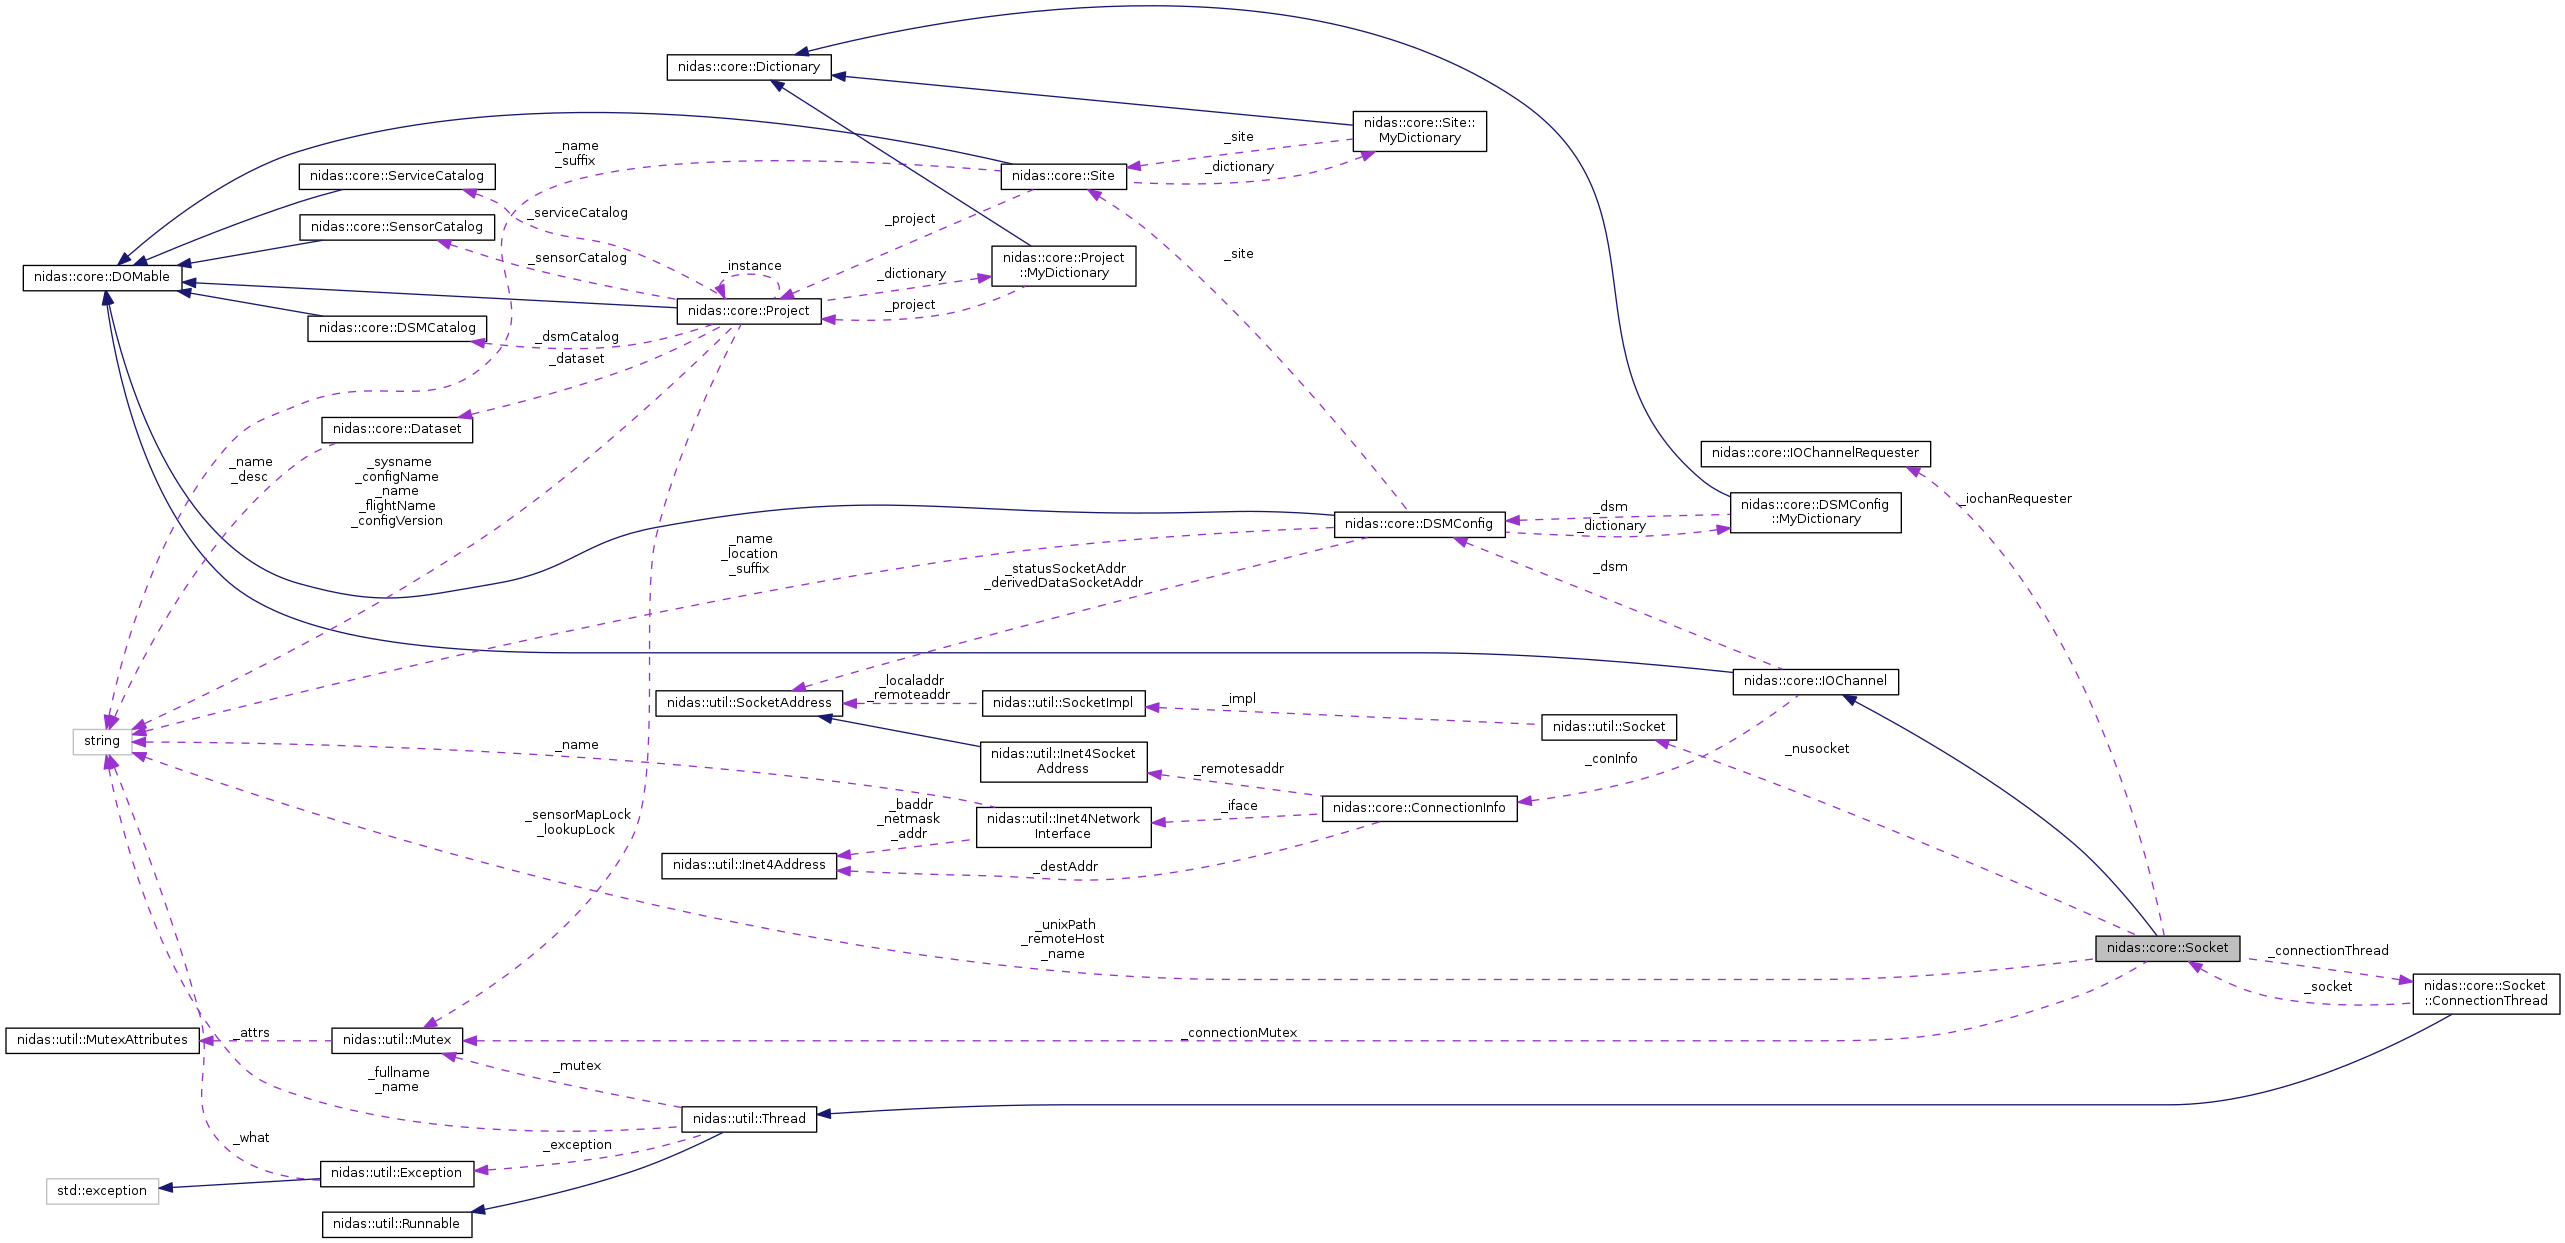 nidas::core::Dictionary
nidas::core::Site::
MyDictionary
_site
_dictionary
_name
_suffix
nidas::core::ServiceCatalog
nidas::core::Site
_serviceCatalog
_project
nidas::core::SensorCatalog
_site
_sensorCatalog
_instance
nidas::core::Project
::MyDictionary
_dictionary
nidas::core::DOMable
_project
nidas::core::Project
nidas::core::DSMCatalog
_dsmCatalog
_dataset
nidas::core::Dataset
nidas::core::IOChannelRequester
_name
_desc
_sysname
_configName
_name
_flightName
_configVersion
_iochanRequester
nidas::core::DSMConfig
::MyDictionary
_dsm
_dictionary
nidas::core::DSMConfig
_name
_location
_suffix
_statusSocketAddr
_derivedDataSocketAddr
_dsm
nidas::core::IOChannel
_localaddr
_remoteaddr
nidas::util::SocketAddress
nidas::util::SocketImpl
_impl
nidas::util::Socket
string
_name
nidas::util::Inet4Socket
Address
_nusocket
_conInfo
_remotesaddr
_iface
nidas::core::ConnectionInfo
_baddr
_netmask
_addr
nidas::util::Inet4Network
Interface
_sensorMapLock
_lookupLock
nidas::util::Inet4Address
_destAddr
_unixPath
_remoteHost
_name
nidas::core::Socket
_connectionThread
_socket
nidas::core::Socket
::ConnectionThread
nidas::util::MutexAttributes
_attrs
nidas::util::Mutex
_connectionMutex
_mutex
_fullname
_name
nidas::util::Thread
_what
_exception
nidas::util::Exception
std::exception
nidas::util::Runnable